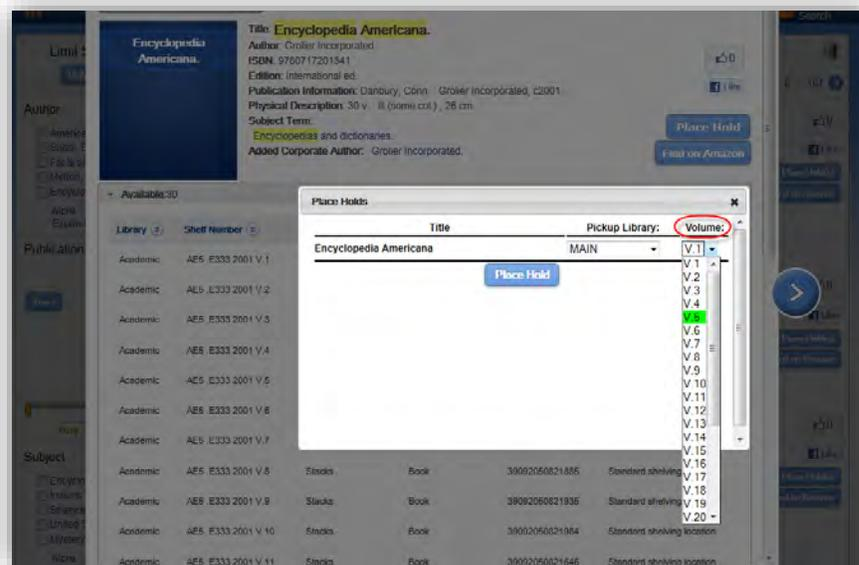 Search
Encyclopedia
Americana.
Title: Encyclopedia Americana.
Author: Grolier Incorporated.
ISBN: 9780717201341
Edition: International ed.
Publication Information: Danbury, Conn. : Grolier Incorporated, c2001.
Physical Description: 30 v. : ill (some col.) ; 26 cm.
Subject Term:
Encyclopedias and dictionaries.
Added Corporate Author: Grolier Incorporated.
0
Like
Place Hold
Find on Amazon
Author
Subject
Available:30
Library
Shelf Number
Academic AE5 .E333 2001 V.1
Academic AE5 .E333 2001 V.2
Academic AE5 .E333 2001 V.3
Academic AE5 .E333 2001 V.4
Academic AE5 .E333 2001 V.5
Academic AE5 .E333 2001 V.6
Academic AE5 .E333 2001 V.7
Academic AE5 .E333 2001 V.8 Stacks Book 39092050821885 Standard shelving
Academic AE5 .E333 2001 V.9 Stacks Book 39092050821935 Standard shelving
Academic AE5 .E333 2001 V.10 Stacks Book 39092050821984 Standard shelving location
Academic AE5 .E333 2001 V.11 Stacks Book 39092050821646 Standard shelving location
Place Holds
Title Pickup Library: Volume:
Encyclopedia Americana MAIN V.1
Place Hold
V.1
V.2
V.3
V.4
V.5
V.6
V.7
V.8
V.9
V.10
V.11
V.12
V.13
V.14
V.15
V.16
V.17
V.18
V.19
V.20